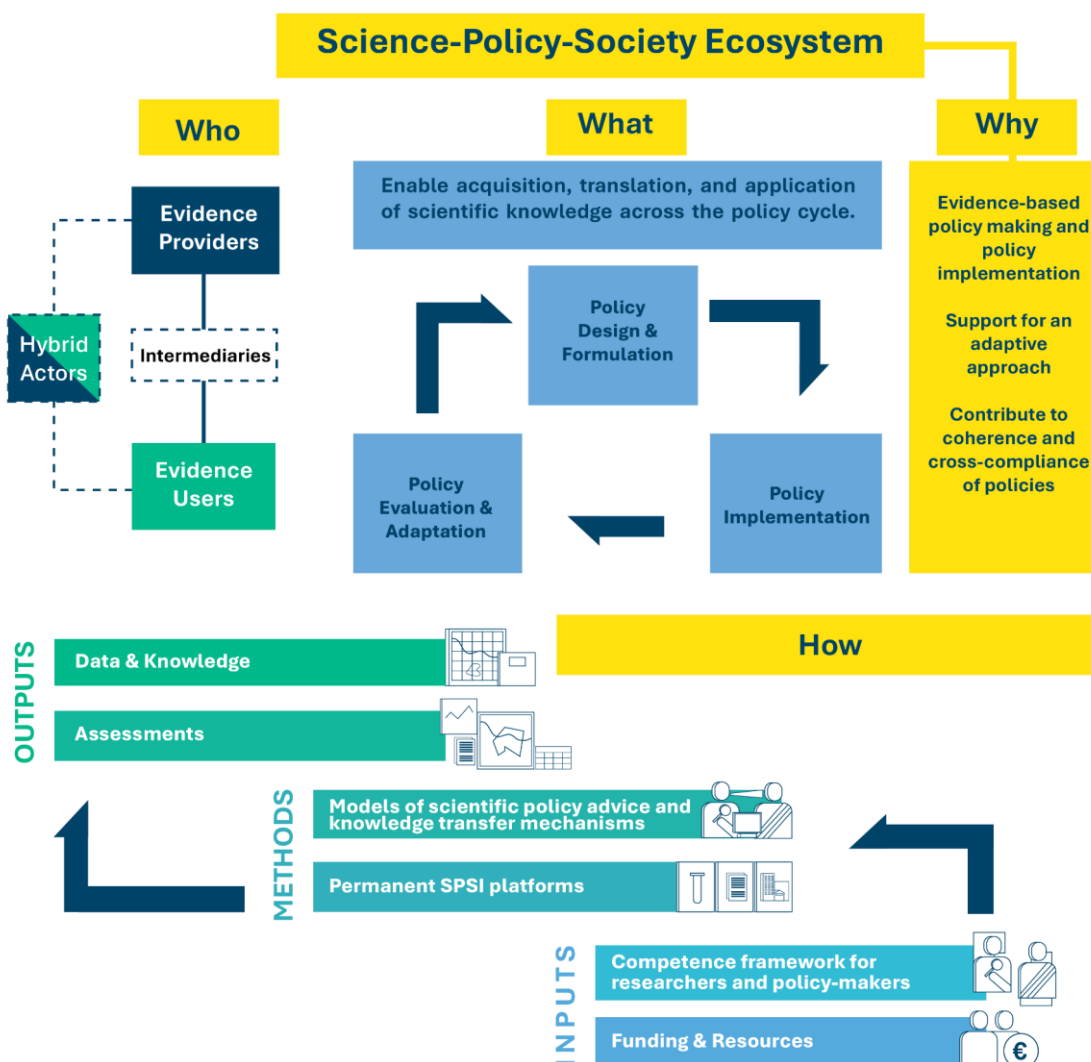 Science-Policy-Society Ecosystem
Who
What
Why
Evidence
Providers
Hybrid
Actors
Intermediaries
Evidence
Users
Enable acquisition, translation, and application
of scientific knowledge across the policy cycle.
Policy
Design &
Formulation
Policy
Evaluation &
Adaptation
Policy
Implementation
Evidence-based
policy making and
policy
implementation
Support for an
adaptive
approach
Contribute to
coherence and
cross-compliance
of policies
How
OUTPUTS
Data & Knowledge
Assessments
METHODS
Models of scientific policy advice and
knowledge transfer mechanisms
Permanent SPSI platforms
INPUTS
Competence framework for
researchers and policy-makers
Funding & Resources
€